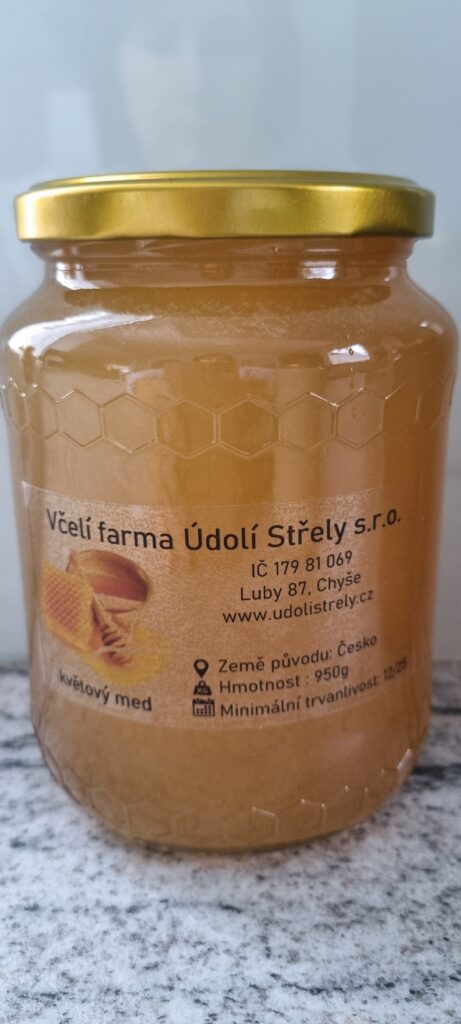 Včelí farma Údolí Střely s.r.o.
IČ 179 81 069
Luby 87, Chyše
www.udolistrely.cz
květový med
Země původu: Česko
Hmotnost : 950g
Minimální trvanlivost: 12/25